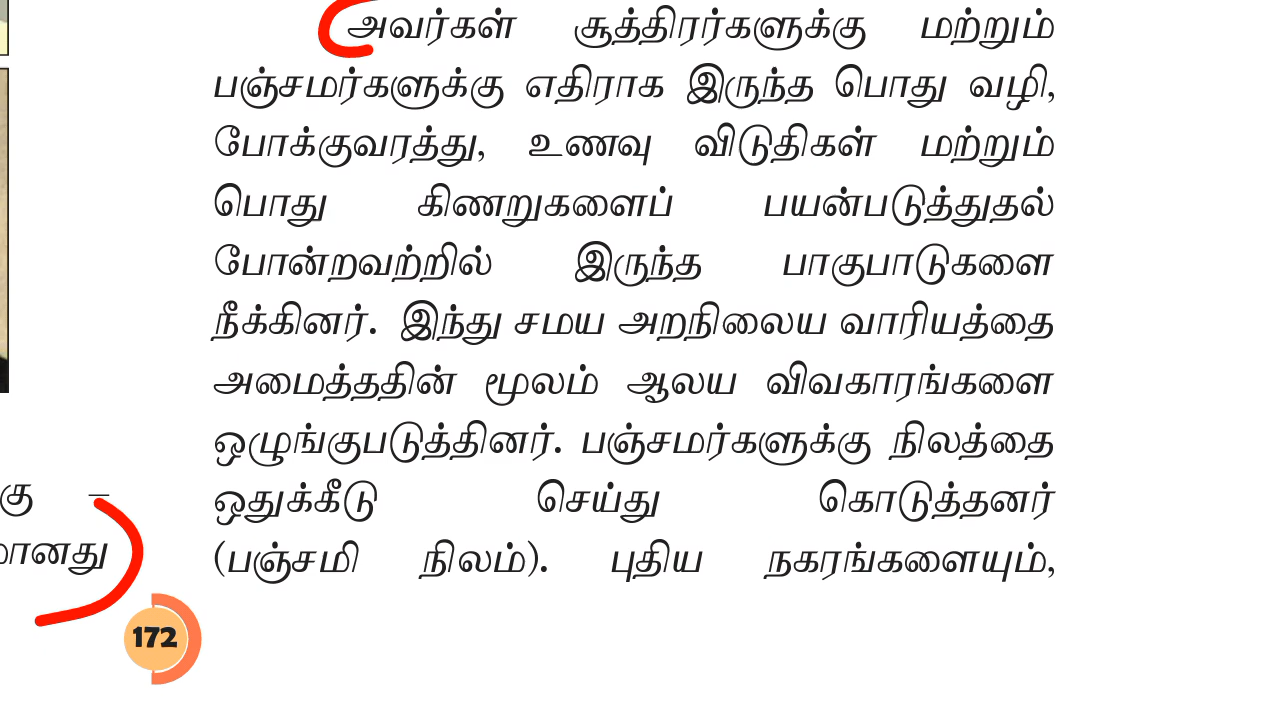 அவர்கள் சூத்திரர்களுக்கு மற்றும்
பஞ்சமர்களுக்கு எதிராக இருந்த பொது வழி,
போக்குவரத்து, உணவு விடுதிகள் மற்றும்
பொது கிணறுகளைப் பயன்படுத்துதல்
போன்றவற்றில் இருந்த பாகுபாடுகளை
நீக்கினர். இந்து சமய அறநிலைய வாரியத்தை
அமைத்ததின் மூலம் ஆலய விவகாரங்களை
ஒழுங்குபடுத்தினர். பஞ்சமர்களுக்கு நிலத்தை
ஒதுக்கீடு செய்து கொடுத்தனர்
(பஞ்சமி நிலம்). புதிய நகரங்களையும்,
172